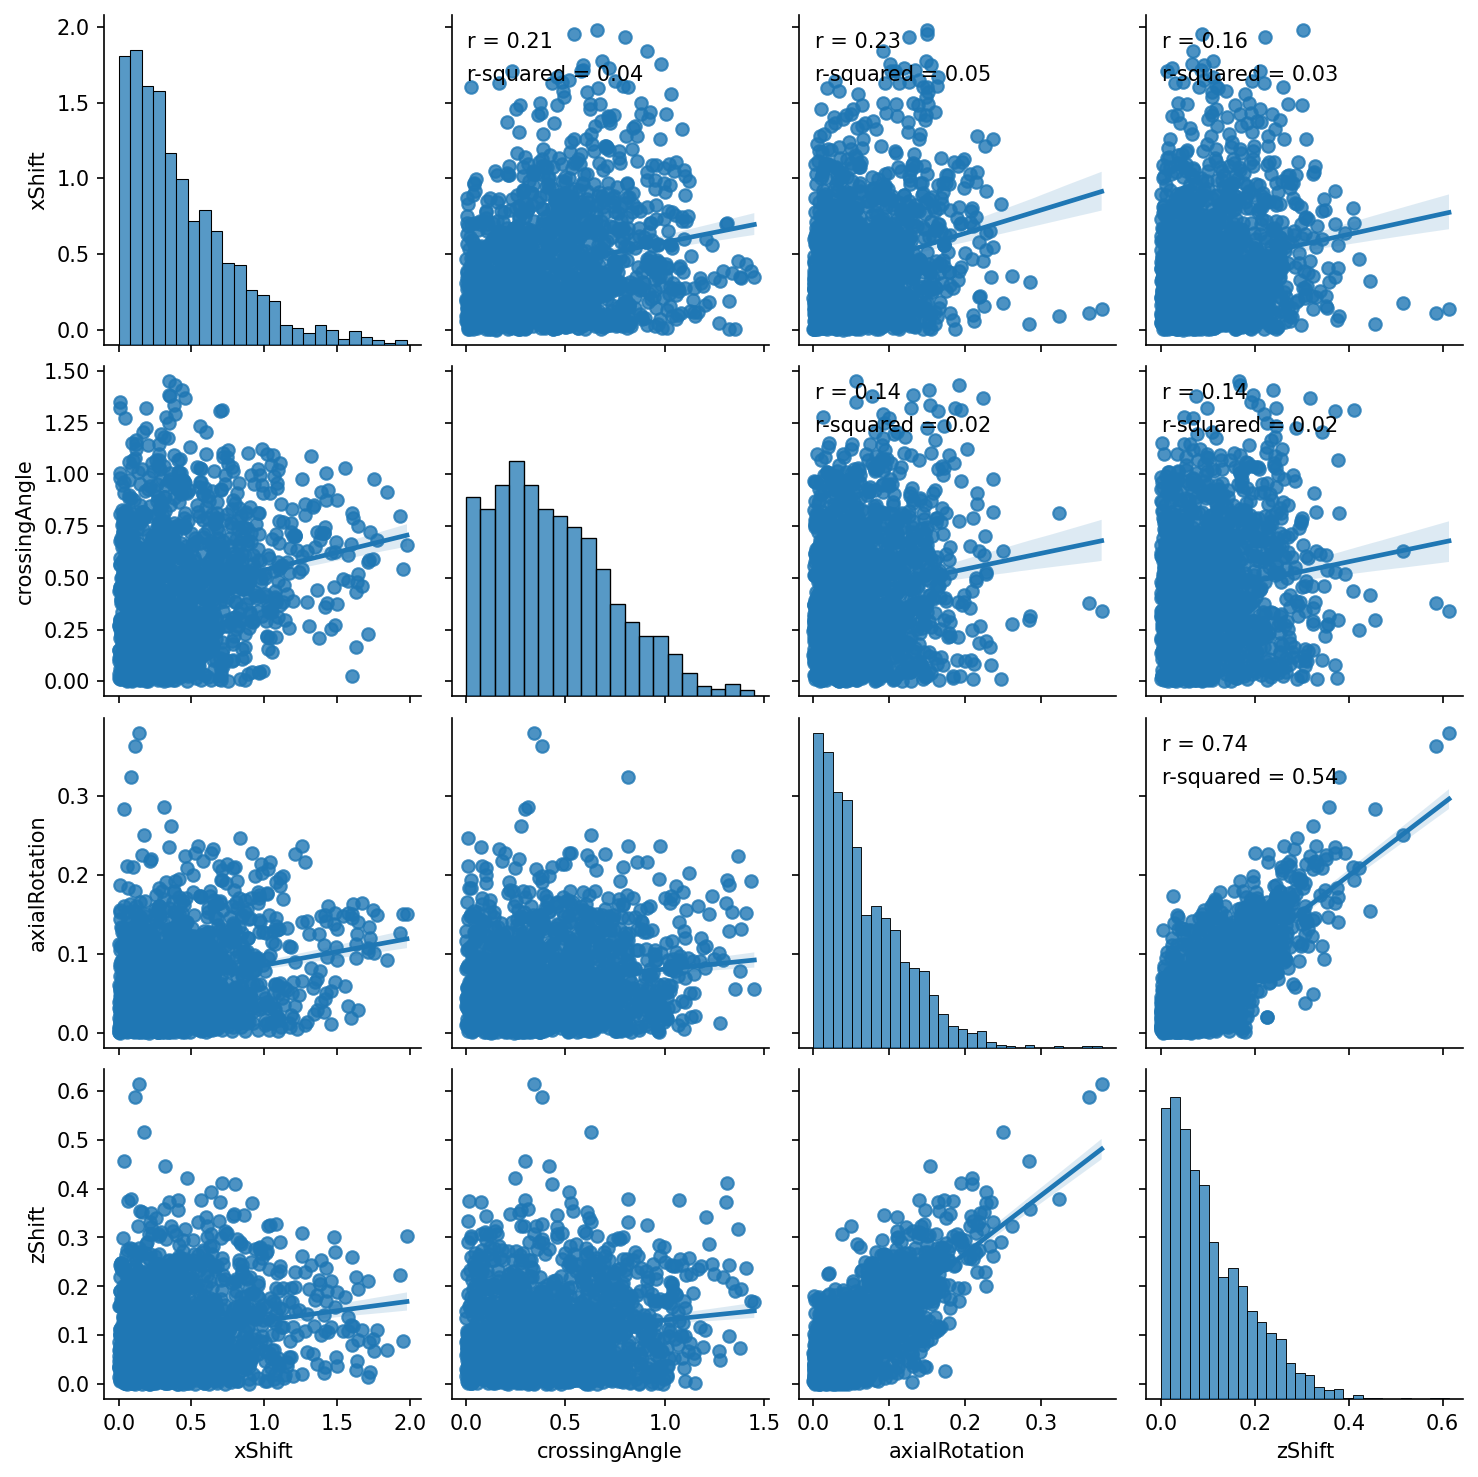 2.0
1.5
1.0
0.5
0.0
xShift
r = 0.21
r-squared = 0.04
r = 0.23
r-squared = 0.05
r = 0.16
r-squared = 0.03
1.50
1.25
1.00
0.75
0.50
0.25
0.00
crossingAngle
r = 0.14
r-squared = 0.02
r = 0.14
r-squared = 0.02
0.3
0.2
0.1
0.0
axialRotation
r = 0.74
r-squared = 0.54
0.6
0.5
0.4
0.3
0.2
0.1
0.0
zShift
0.0 0.5 1.0 1.5 2.0
xShift
0.0 0.5 1.0 1.5
crossingAngle
0.0 0.1 0.2 0.3
axialRotation
0.0 0.2 0.4 0.6
zShift